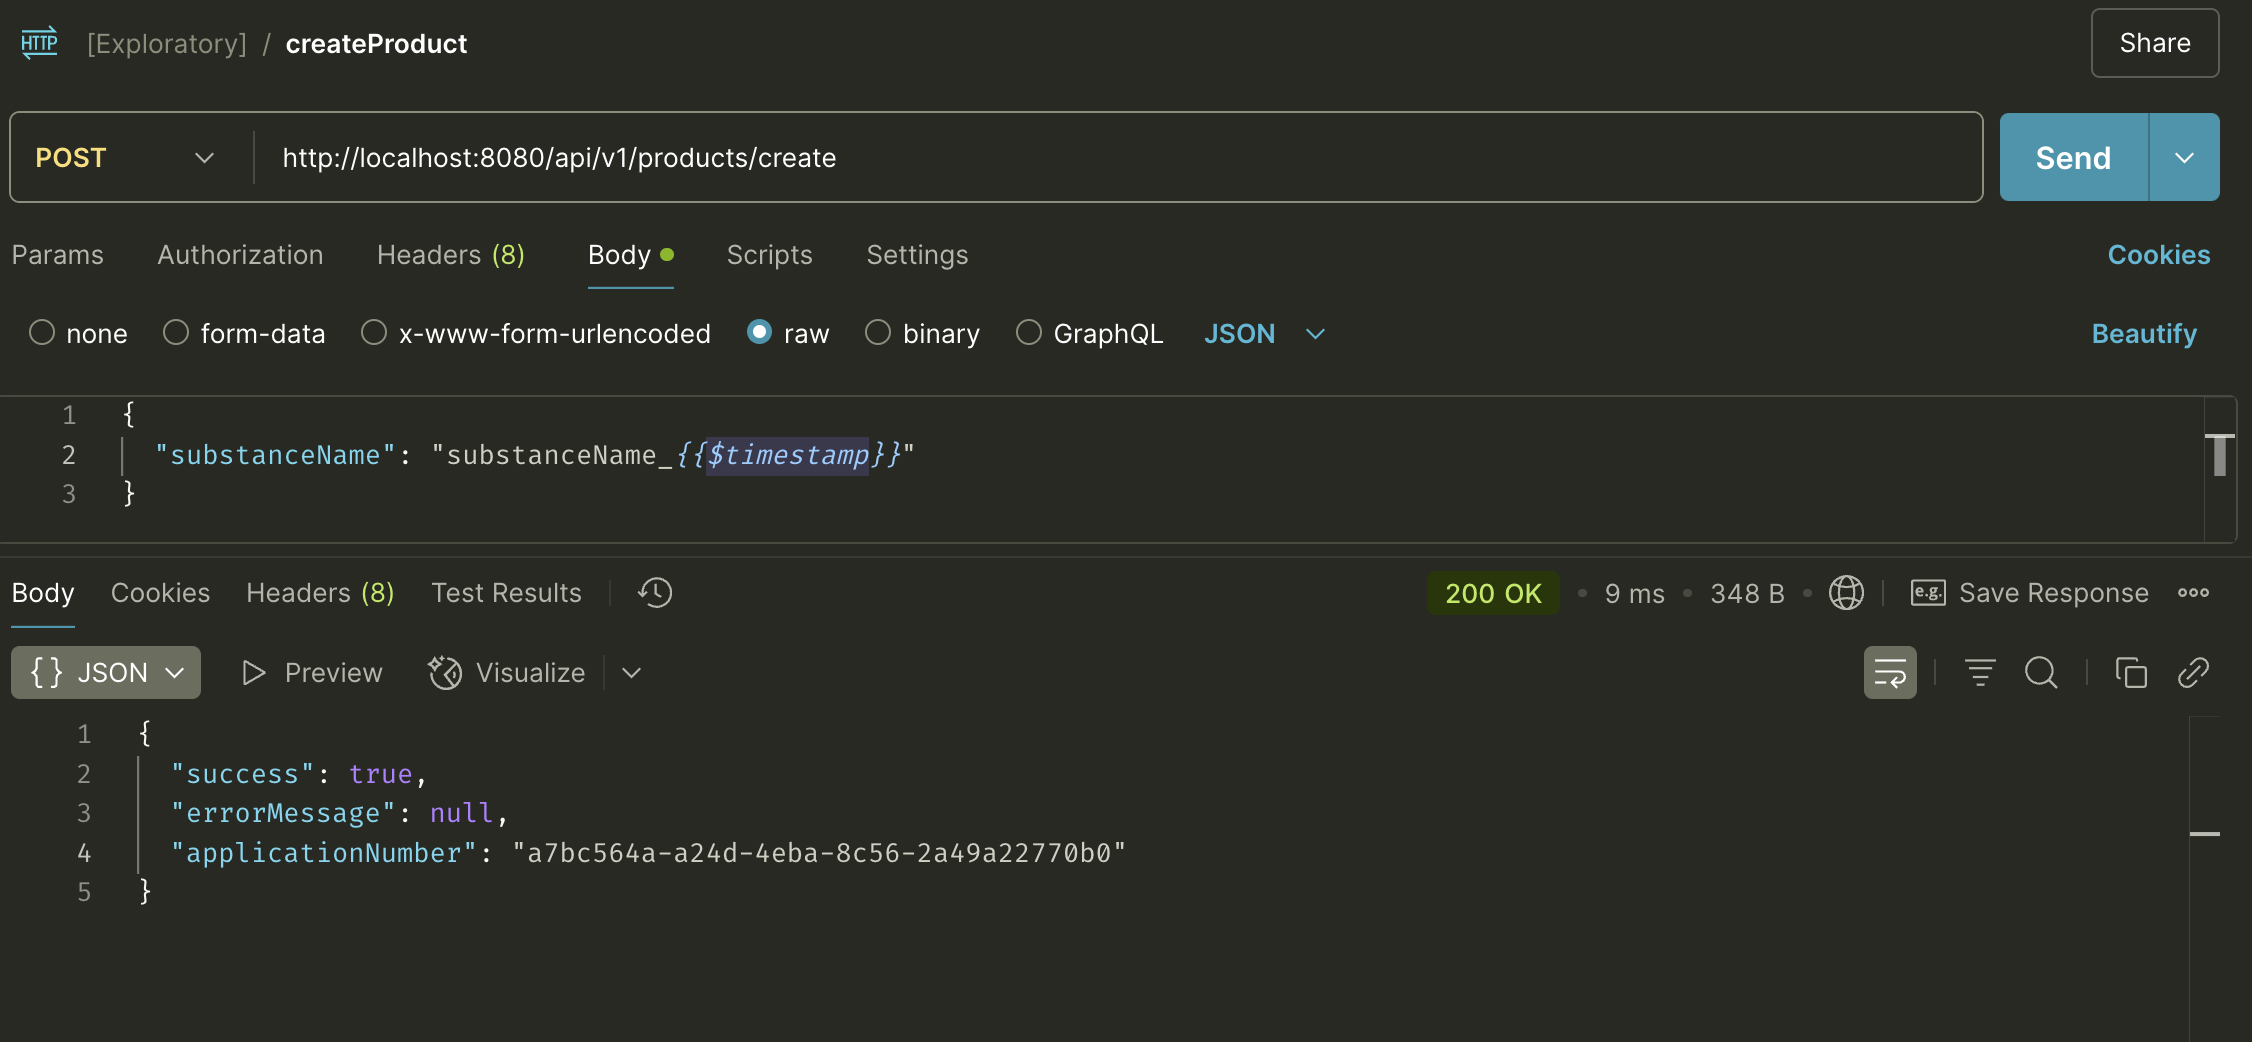 HTTP [Exploratory] / createProduct Share
POST http://localhost:8080/api/v1/products/create Send
Params Authorization Headers (8) Body Scripts Settings Cookies
none form-data x-www-form-urlencoded raw binary GraphQL JSON Beautify
1 {
2 "substanceName": "substanceName_{{$timestamp}}"
3 }
Body Cookies Headers (8) Test Results 200 OK • 9 ms • 348 B • e.g. Save Response
{} JSON Preview Visualize
1 {
2 "success": true,
3 "errorMessage": null,
4 "applicationNumber": "a7bc564a-a24d-4eba-8c56-2a49a22770b0"
5 }